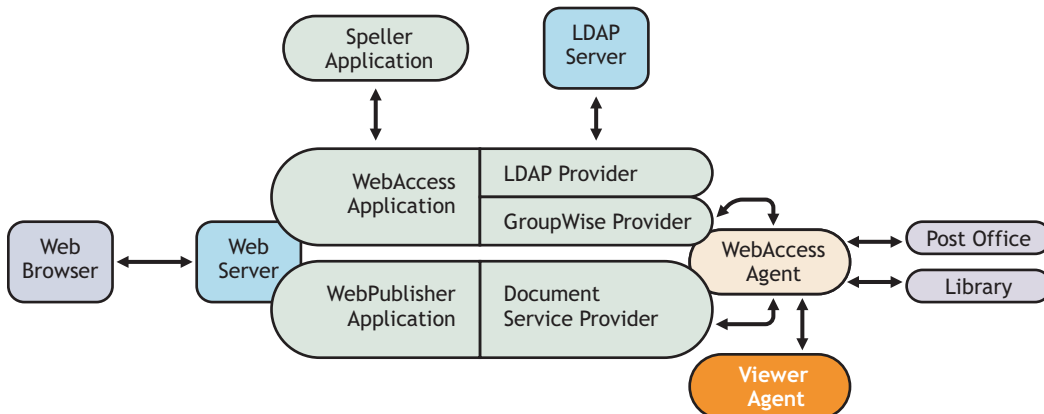 Speller
Application
LDAP
Server
WebAccess
Application
LDAP Provider
GroupWise Provider
Web
Browser
Web
Server
WebAccess
Agent
Post Office
Library
WebPublisher
Application
Document
Service Provider
Viewer
Agent